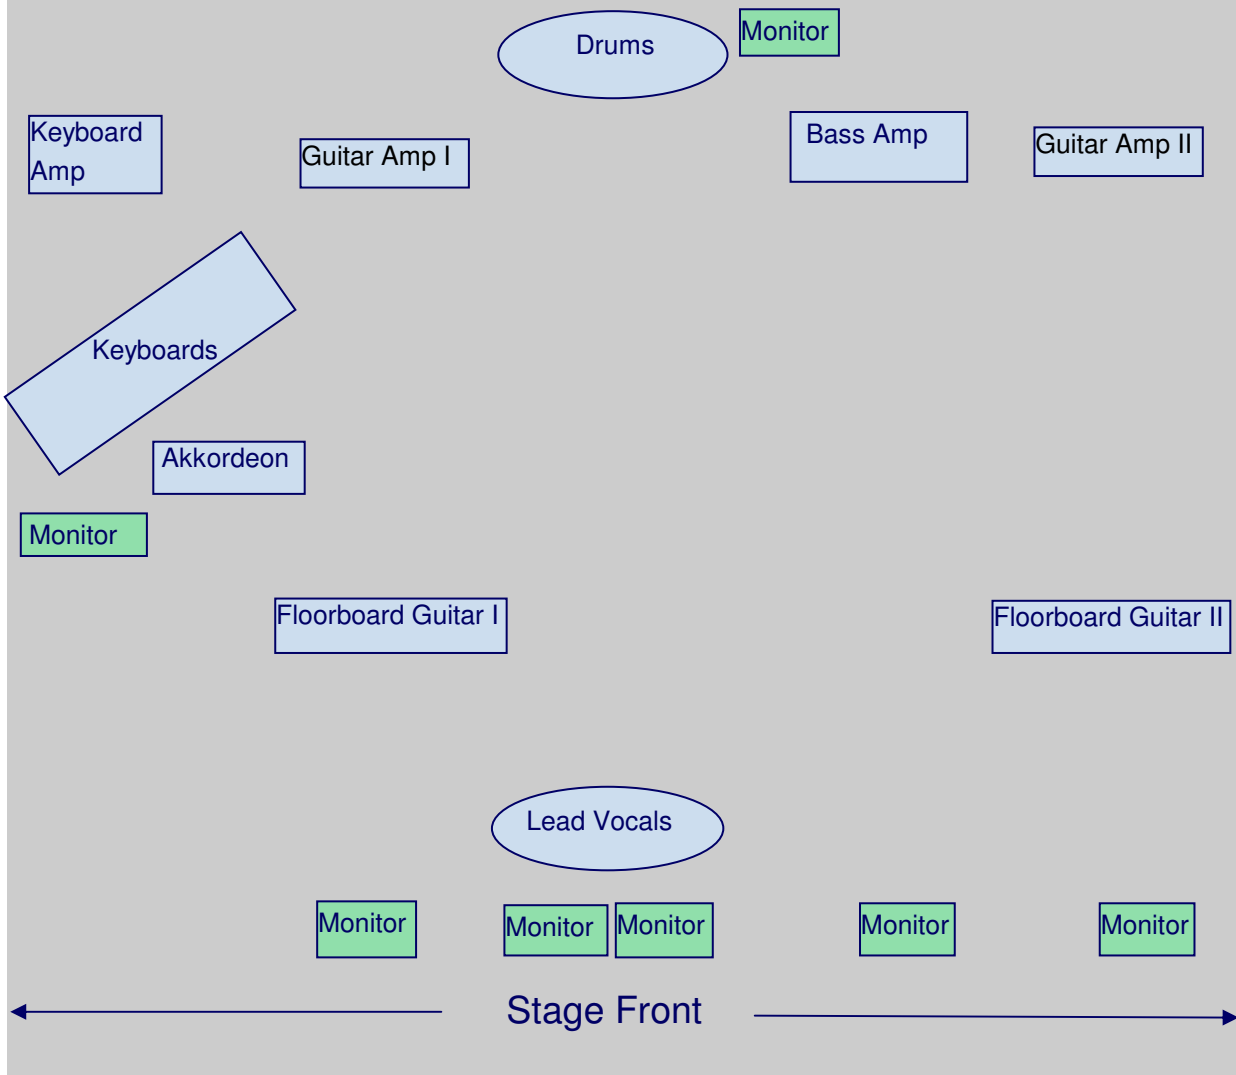 Drums
Monitor
Keyboard
Amp
Guitar Amp I
Bass Amp
Guitar Amp II
Keyboards
Akkordeon
Monitor
Floorboard Guitar I
Floorboard Guitar II
Lead Vocals
Monitor
Monitor
Monitor
Monitor
Monitor
Stage Front